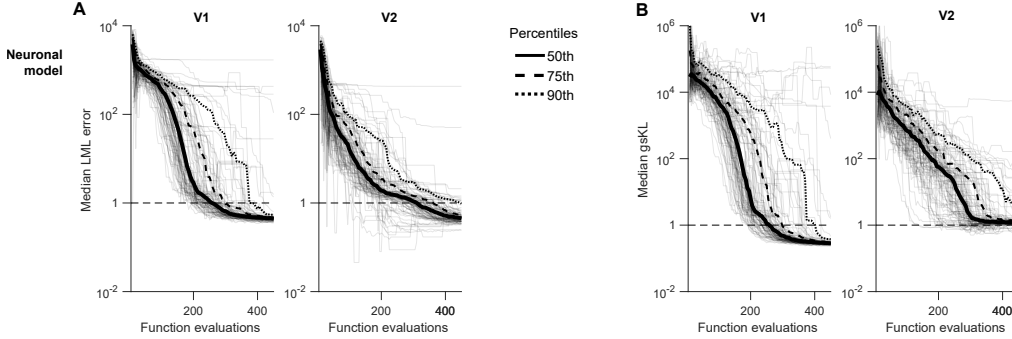 A
V1
V2
Neuronal
model
Median LML error
10^4
10^2
1
10^-2
200
400
Function evaluations
200
400
Function evaluations
10^4
10^2
1
10^-2
Percentiles
50th
75th
90th
B
V1
V2
Median gsKL
10^6
10^4
10^2
1
10^-2
200
400
Function evaluations
10^6
10^4
10^2
1
10^-2
200
400
Function evaluations